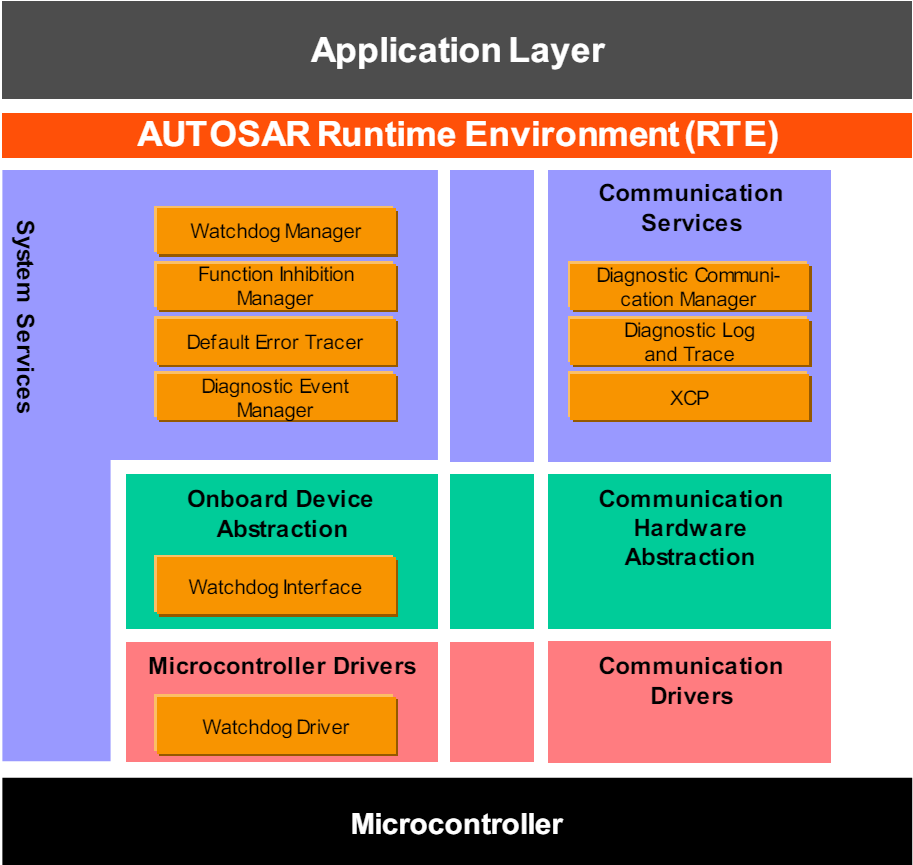 Application Layer
AUTOSAR Runtime Environment (RTE)
System Services
Watchdog Manager
Function Inhibition
Manager
Default Error Tracer
Diagnostic Event
Manager
Communication
Services
Diagnostic Communi-
cation Manager
Diagnostic Log
and Trace
XCP
Onboard Device
Abstraction
Watchdog Interface
Communication
Hardware
Abstraction
Microcontroller Drivers
Watchdog Driver
Communication
Drivers
Microcontroller